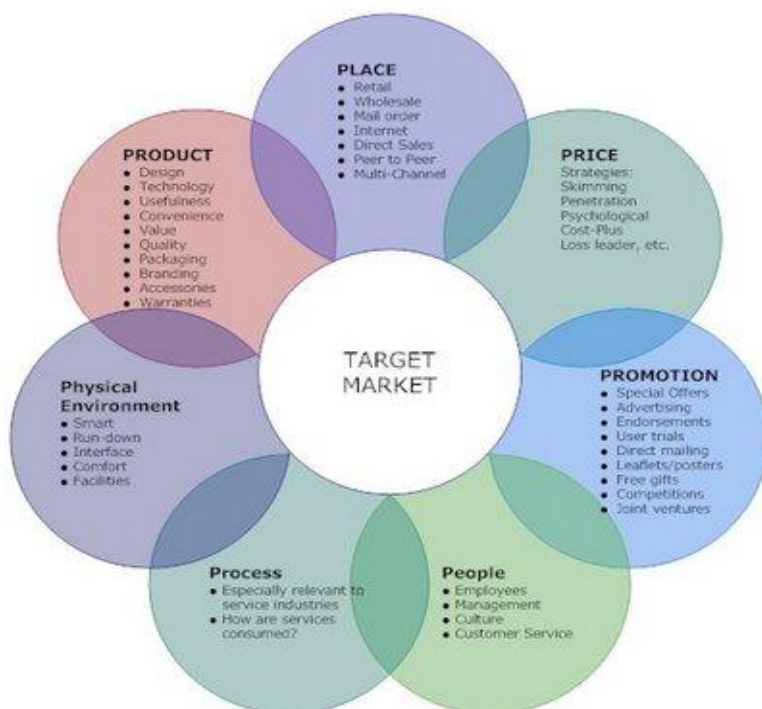 PLACE
● Retail
● Wholesale
● Mail order
● Internet
● Direct Sales
● Peer to Peer
● Multi-Channel
PRODUCT
● Design
● Technology
● Usefulness
● Convenience
● Value
● Quality
● Packaging
● Branding
● Accessories
● Warranties
PRICE
Strategies:
Skimming
Penetration
Psychological
Cost-Plus
Loss leader, etc.
TARGET
MARKET
Physical
Environment
● Smart
● Run-down
● Interface
● Comfort
● Facilities
PROMOTION
● Special Offers
● Advertising
● Endorsements
● User trials
● Direct mailing
● Leaflets/posters
● Free gifts
● Competitions
● Joint ventures
Process
● Especially relevant to
service industries
● How are services
consumed?
People
● Employees
● Management
● Culture
● Customer Service